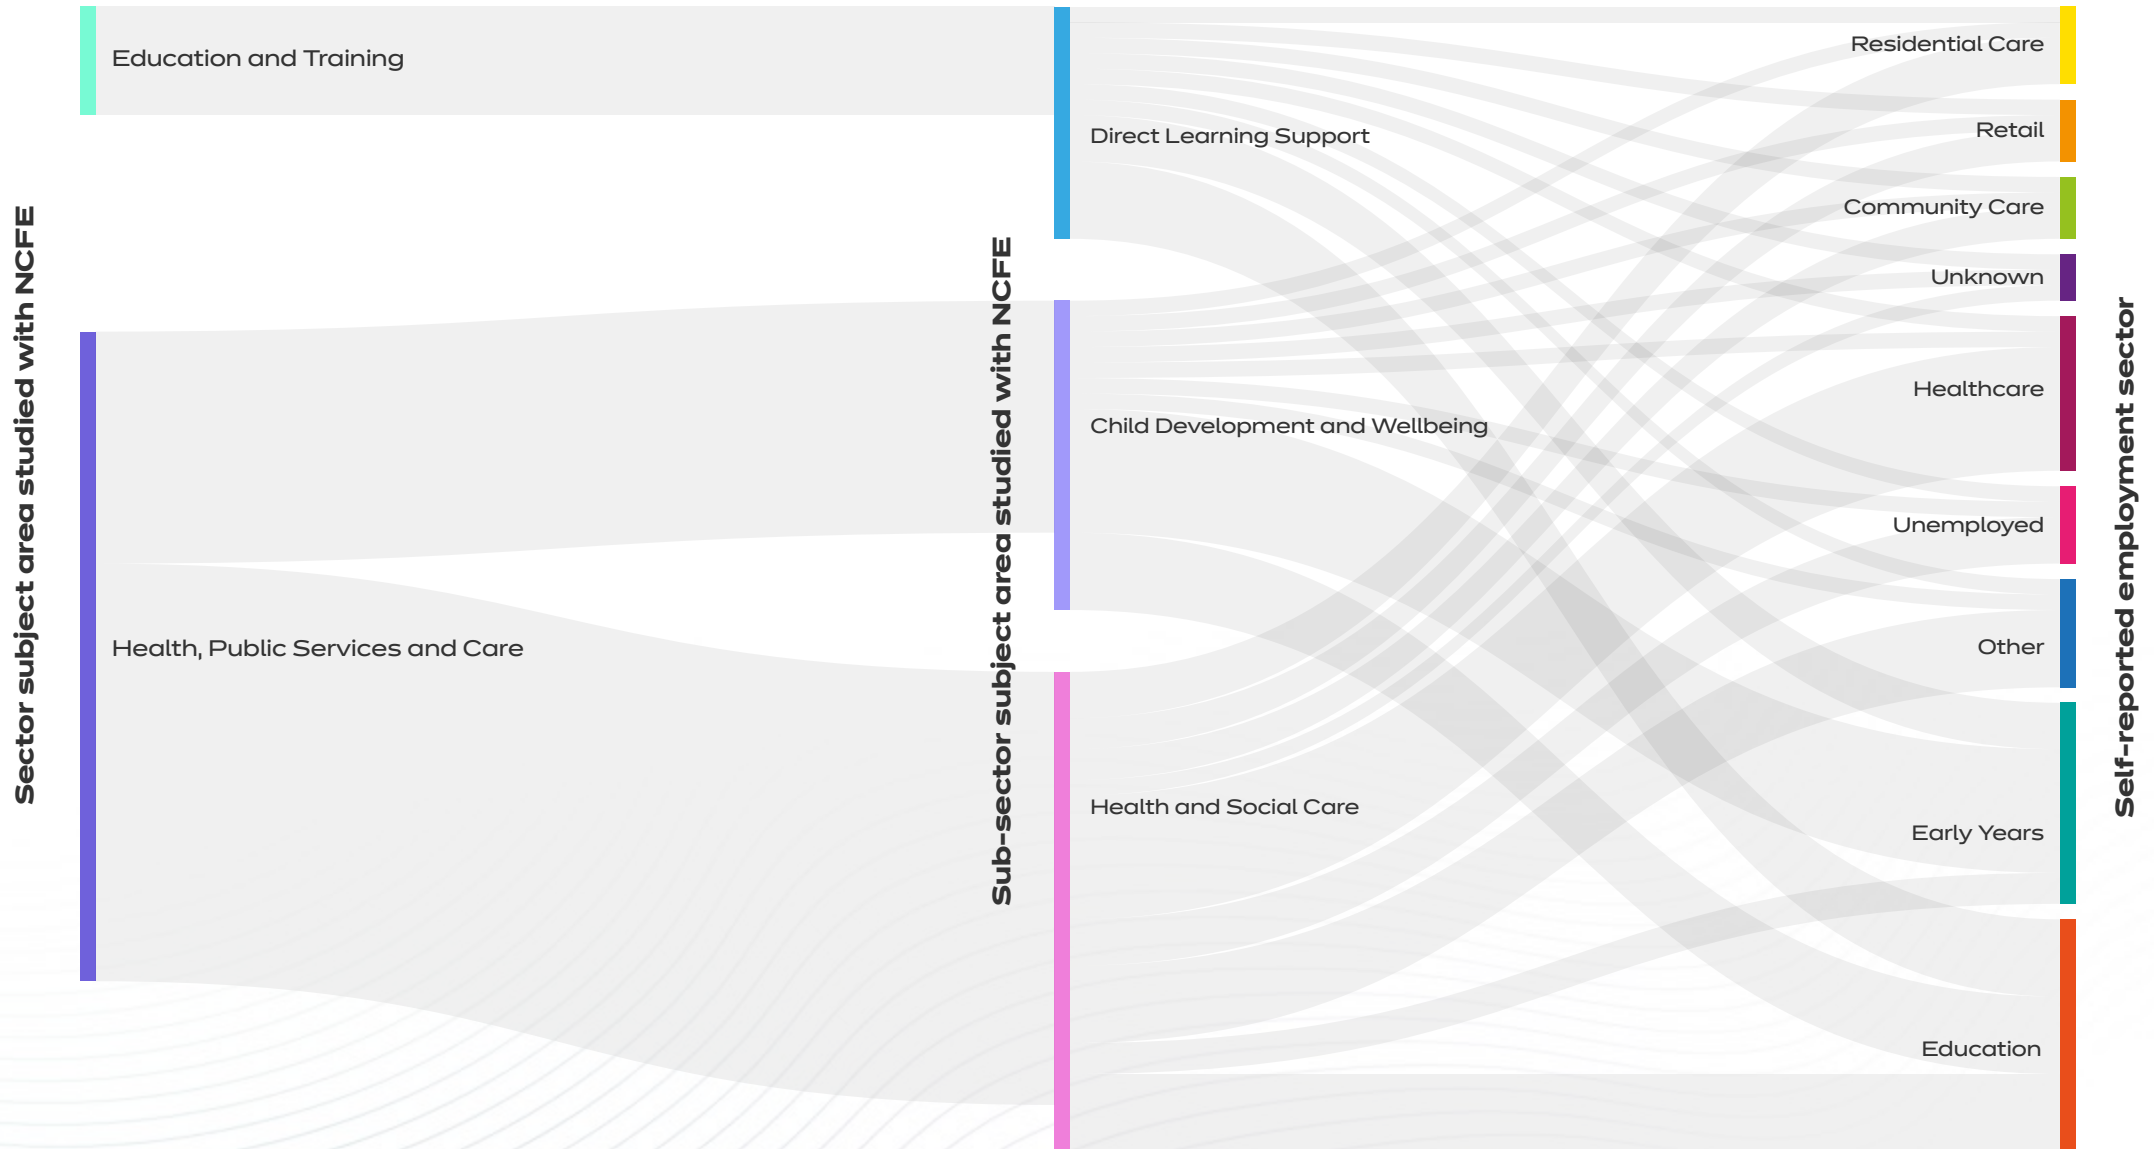 Sector subject area studied with NCFE
Education and Training
Health, Public Services and Care
Sub-sector subject area studied with NCFE
Direct Learning Support
Child Development and Wellbeing
Health and Social Care
Residential Care
Retail
Community Care
Unknown
Healthcare
Unemployed
Other
Early Years
Education
Self-reported employment sector